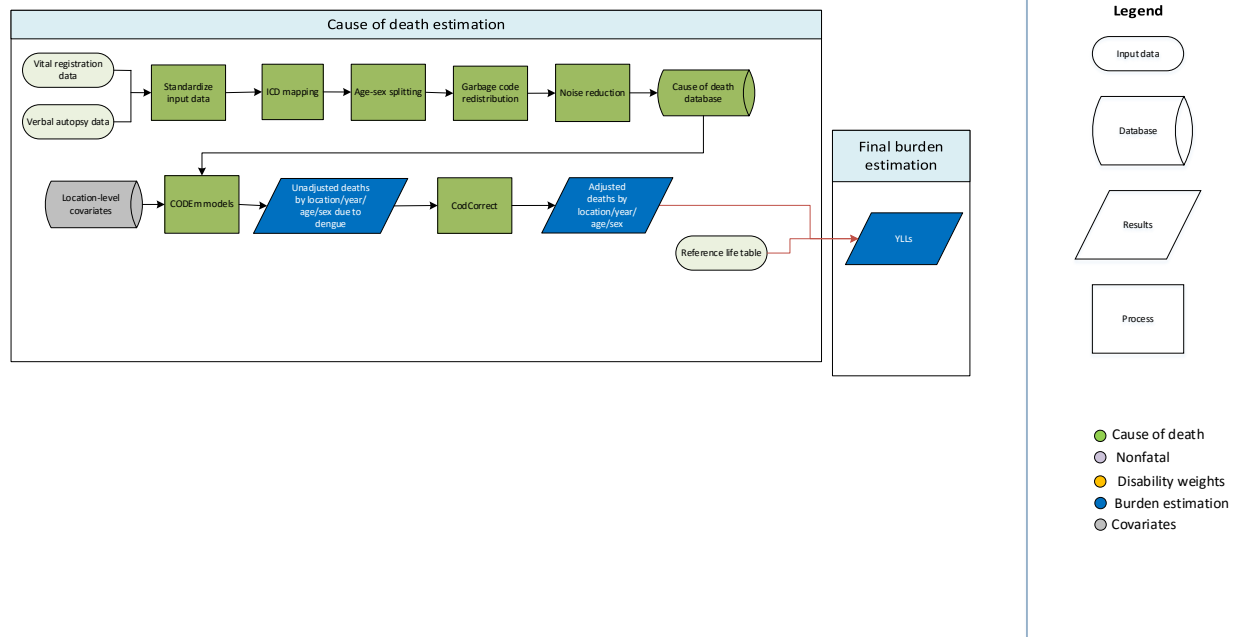 Cause of death estimation
Vital registration
data
Verbal autopsy data
Standardize
input data
ICD mapping
Age-sex splitting
Garbage code
redistribution
Noise reduction
Cause of death
database
Location-level
covariates
CODEm models
Unadjusted deaths
by location/year/
age/sex due to
dengue
CodCorrect
Adjusted
deaths by
location/year/
age/sex
Reference life table
Final burden
estimation
YLLs
Legend
Input data
Database
Results
Process
Cause of death
Nonfatal
Disability weights
Burden estimation
Covariates